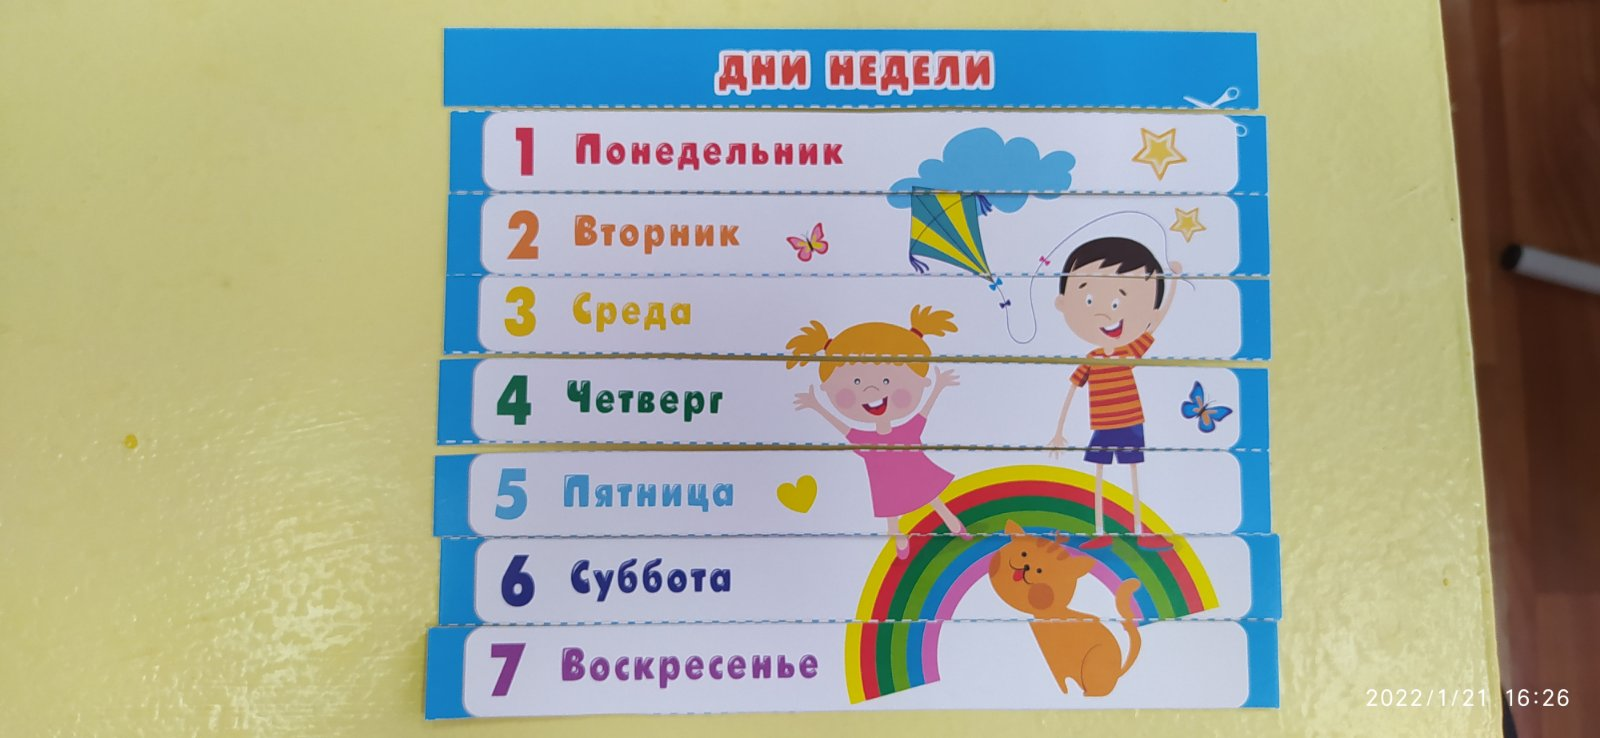 ДНИ НЕДЕЛИ
1 Понедельник
2 Вторник
3 Среда
4 Четверг
5 Пятница
6 Суббота
7 Воскресенье
2022/1/21 16:26